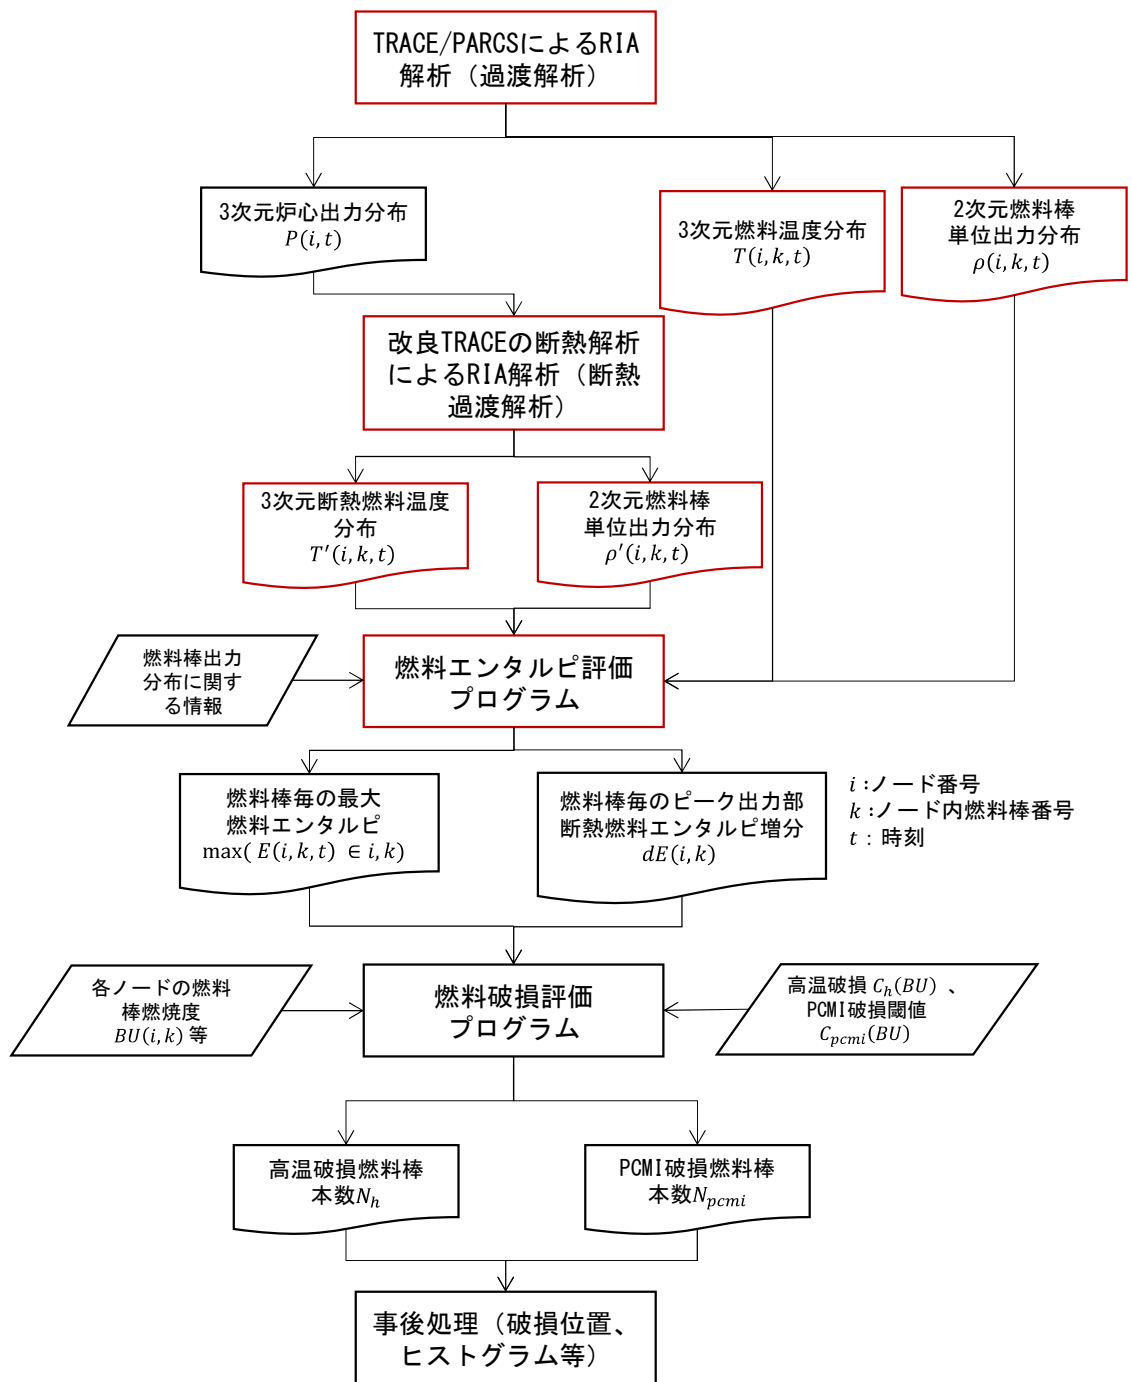 TRACE/PARCSによるRIA
解析（過渡解析）
3次元炉心出力分布
P(i,t)
3次元燃料温度分布
T(i,k,t)
2次元燃料棒
単位出力分布
ρ(i,k,t)
改良TRACEの断熱解析
によるRIA解析（断熱
過渡解析）
3次元断熱燃料温度
分布
T′(i,k,t)
2次元燃料棒
単位出力分布
ρ′(i,k,t)
燃料棒出力
分布に関す
る情報
燃料エンタルピ評価
プログラム
燃料棒毎の最大
燃料エンタルピ
max( E(i,k,t) ∈ i,k)
燃料棒毎のピーク出力部
断熱燃料エンタルピ増分
dE(i,k)
i：ノード番号
k：ノード内燃料棒番号
t：時刻
各ノードの燃料
棒燃焼度
BU(i,k) 等
燃料破損評価
プログラム
高温破損 C_h(BU) 、
PCMI破損閾値
C_pcmi(BU)
高温破損燃料棒
本数N_h
PCMI破損燃料棒
本数N_pcmi
事後処理（破損位置、
ヒストグラム等）